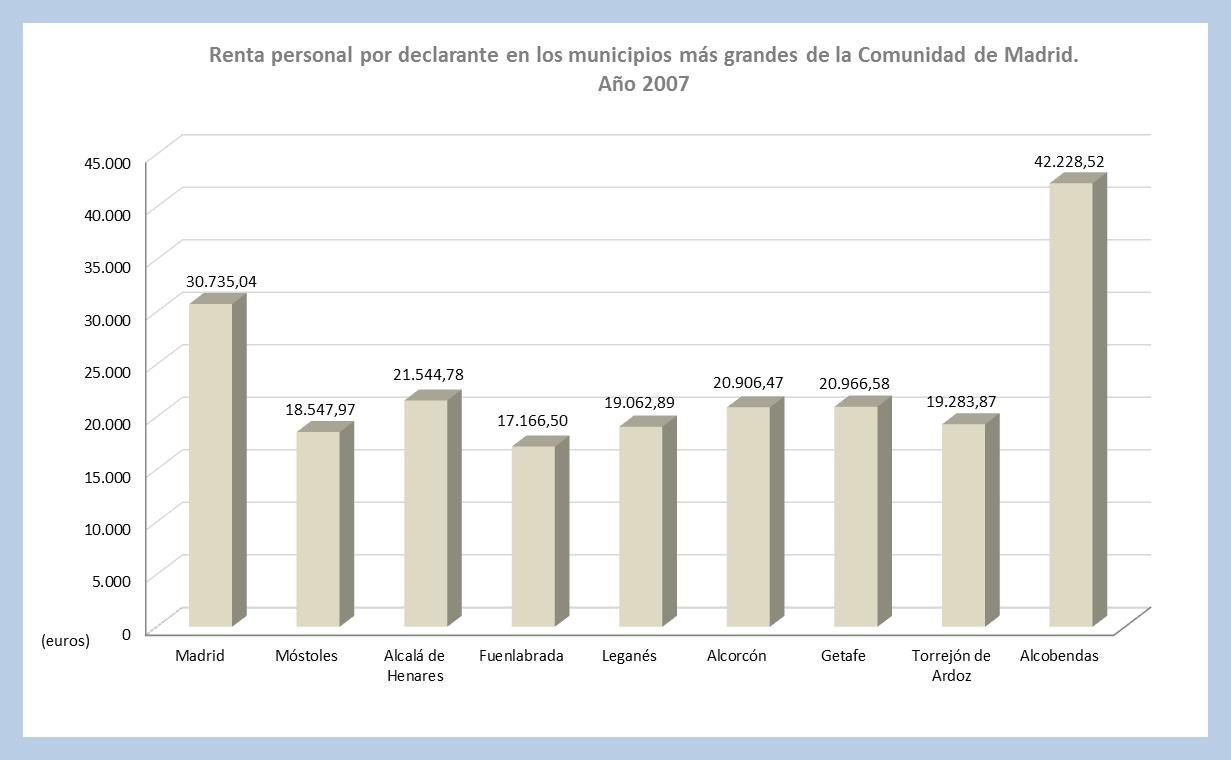 Renta personal por declarante en los municipios más grandes de la Comunidad de Madrid.
Año 2007
45.000
40.000
35.000
30.000
25.000
20.000
15.000
10.000
5.000
0
(euros)
30.735,04
18.547,97
21.544,78
17.166,50
19.062,89
20.906,47
20.966,58
19.283,87
42.228,52
Madrid
Móstoles
Alcalá de
Henares
Fuenlabrada
Leganés
Alcorcón
Getafe
Torrejón de
Ardoz
Alcobendas